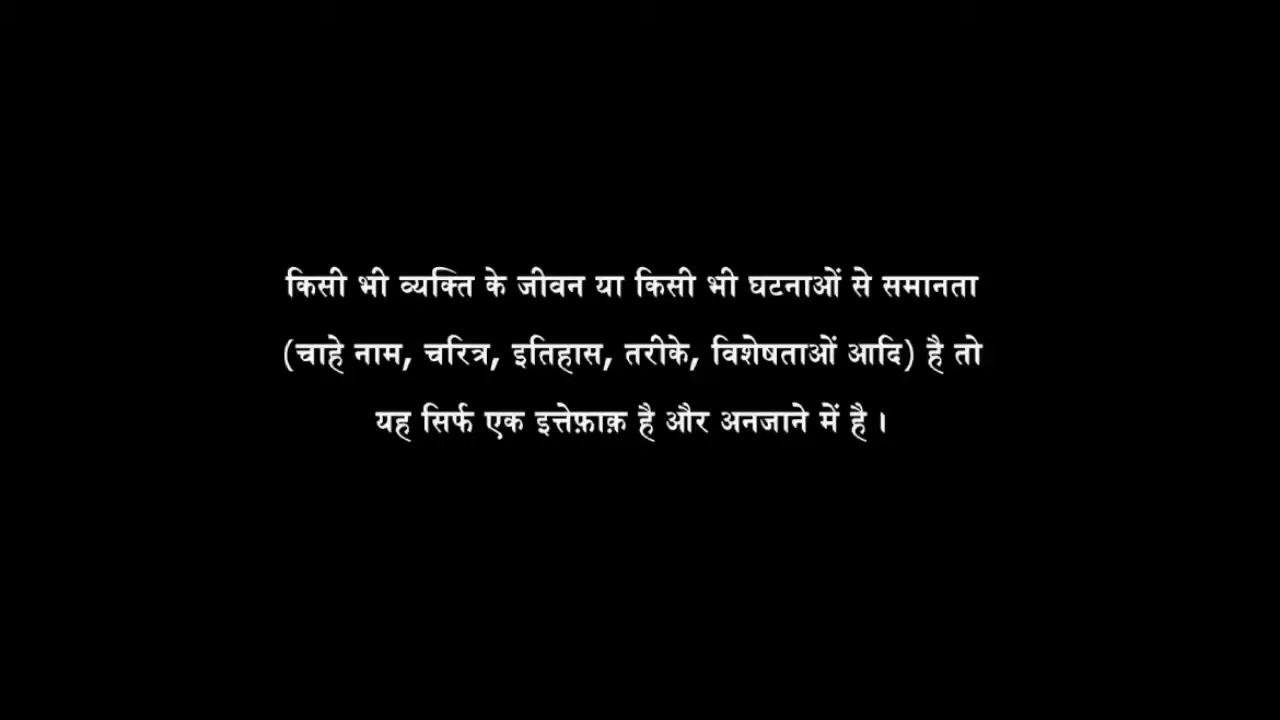 किसी भी व्यक्ति के जीवन या किसी भी घटनाओं से समानता
(चाहे नाम, चरित्र, इतिहास, तरीके, विशेषताओं आदि) है तो
यह सिर्फ एक इत्तेफ़ाक़ है और अनजाने में है।